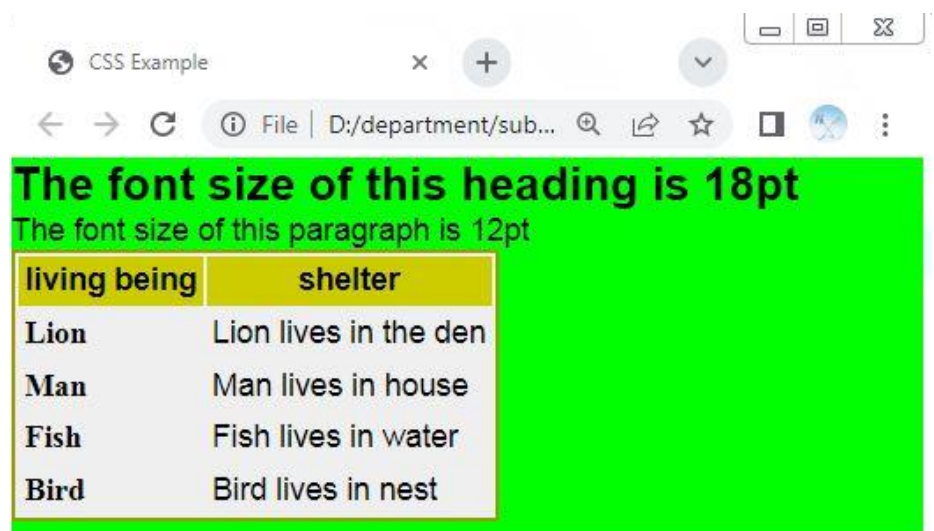 CSS Example
File D:/department/sub...
The font size of this heading is 18pt
The font size of this paragraph is 12pt
living being shelter
Lion Lion lives in the den
Man Man lives in house
Fish Fish lives in water
Bird Bird lives in nest